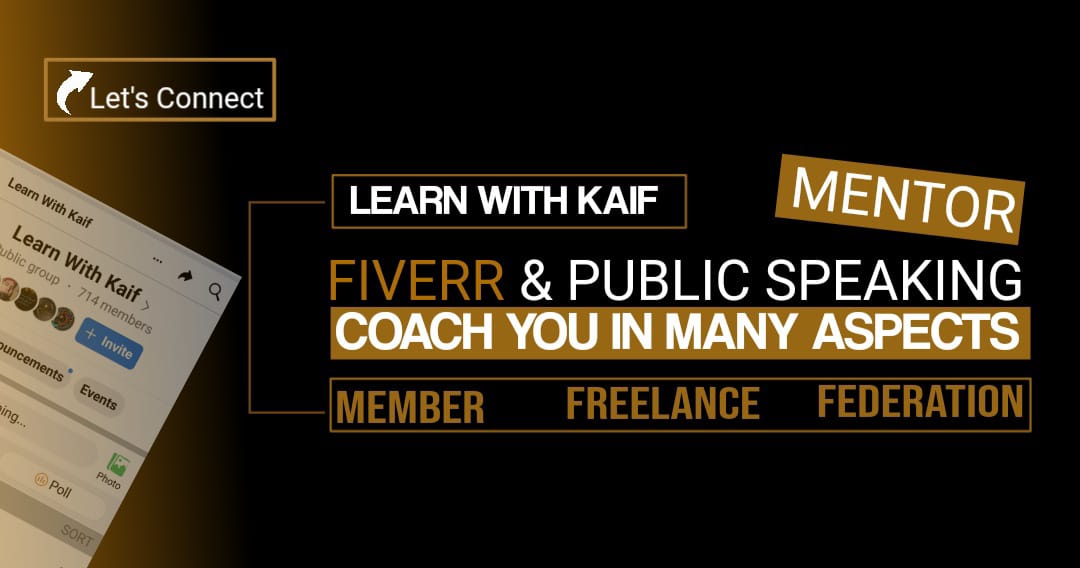 Let's Connect
LEARN WITH KAIF
MENTOR
FIVERR & PUBLIC SPEAKING
COACH YOU IN MANY ASPECTS
MEMBER FREELANCE FEDERATION
Learn With Kaif
Learn With Kaif
714 members
+ Invite
Events
Photo
Poll
SORT